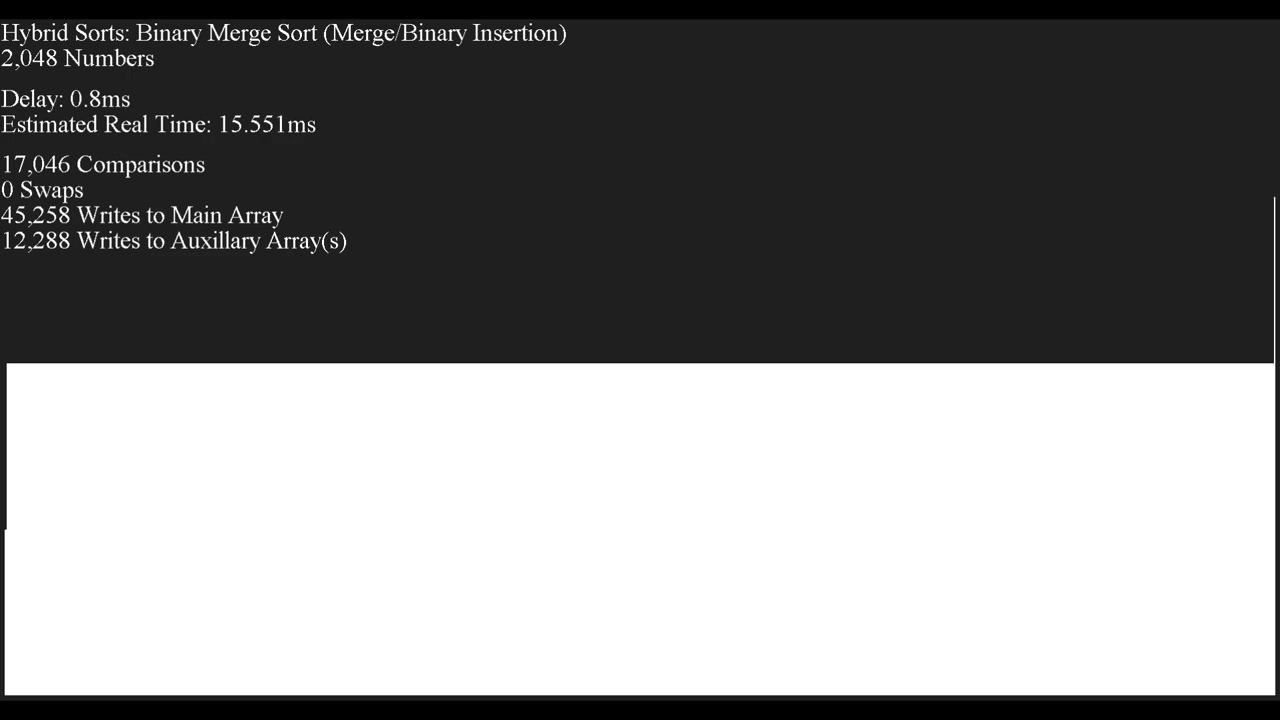 Hybrid Sorts: Binary Merge Sort (Merge/Binary Insertion)
2,048 Numbers
Delay: 0.8ms
Estimated Real Time: 15.551ms
17,046 Comparisons
0 Swaps
45,258 Writes to Main Array
12,288 Writes to Auxillary Array(s)